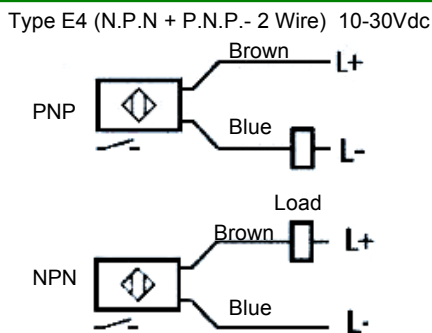 Type E4 (N.P.N + P.N.P.- 2 Wire) 10-30Vdc
Brown
L+
PNP
Blue
L-
Load
Brown
L+
NPN
Blue
L-